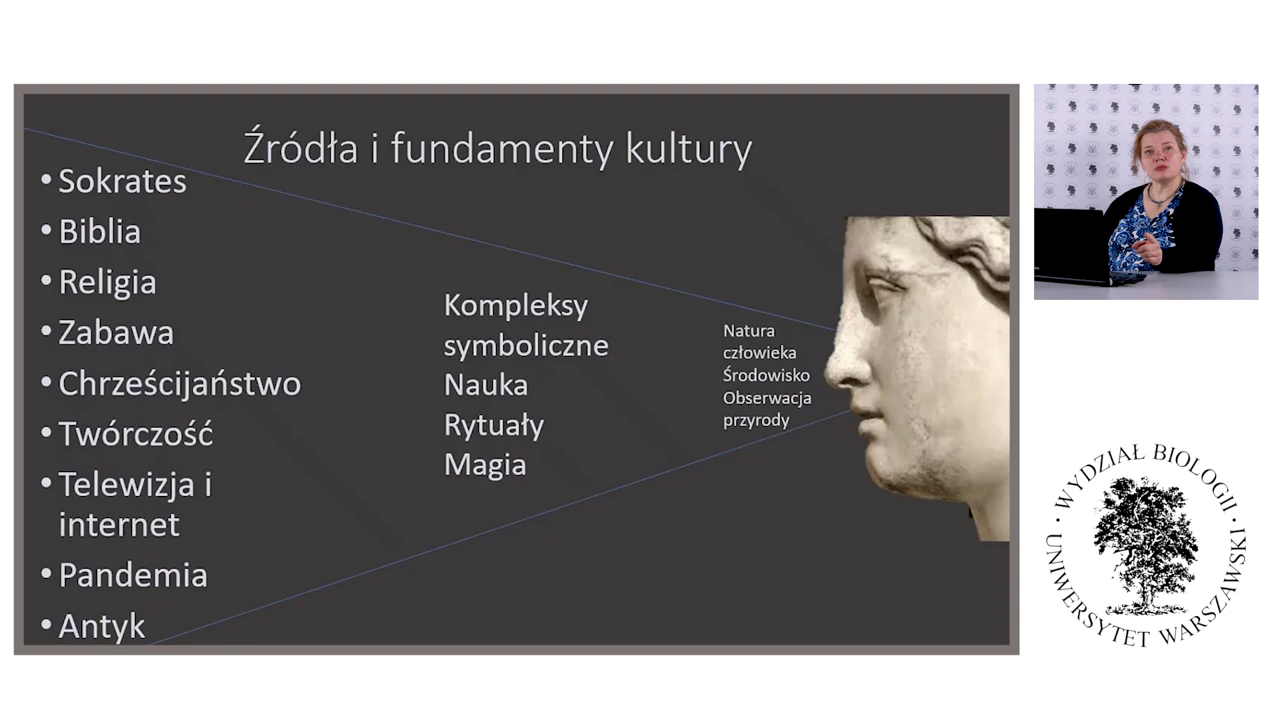 Źródła i fundamenty kultury
• Sokrates
• Biblia
• Religia
• Zabawa
• Chrześcijaństwo
• Twórczość
• Telewizja i
internet
• Pandemia
• Antyk
Kompleksy
symboliczne
Nauka
Rytuały
Magia
Natura
człowieka
Środowisko
Obserwacja
przyrody
• WYDZIAŁ BIOLOGII •
UNIWERSYTET WARSZAWSKI